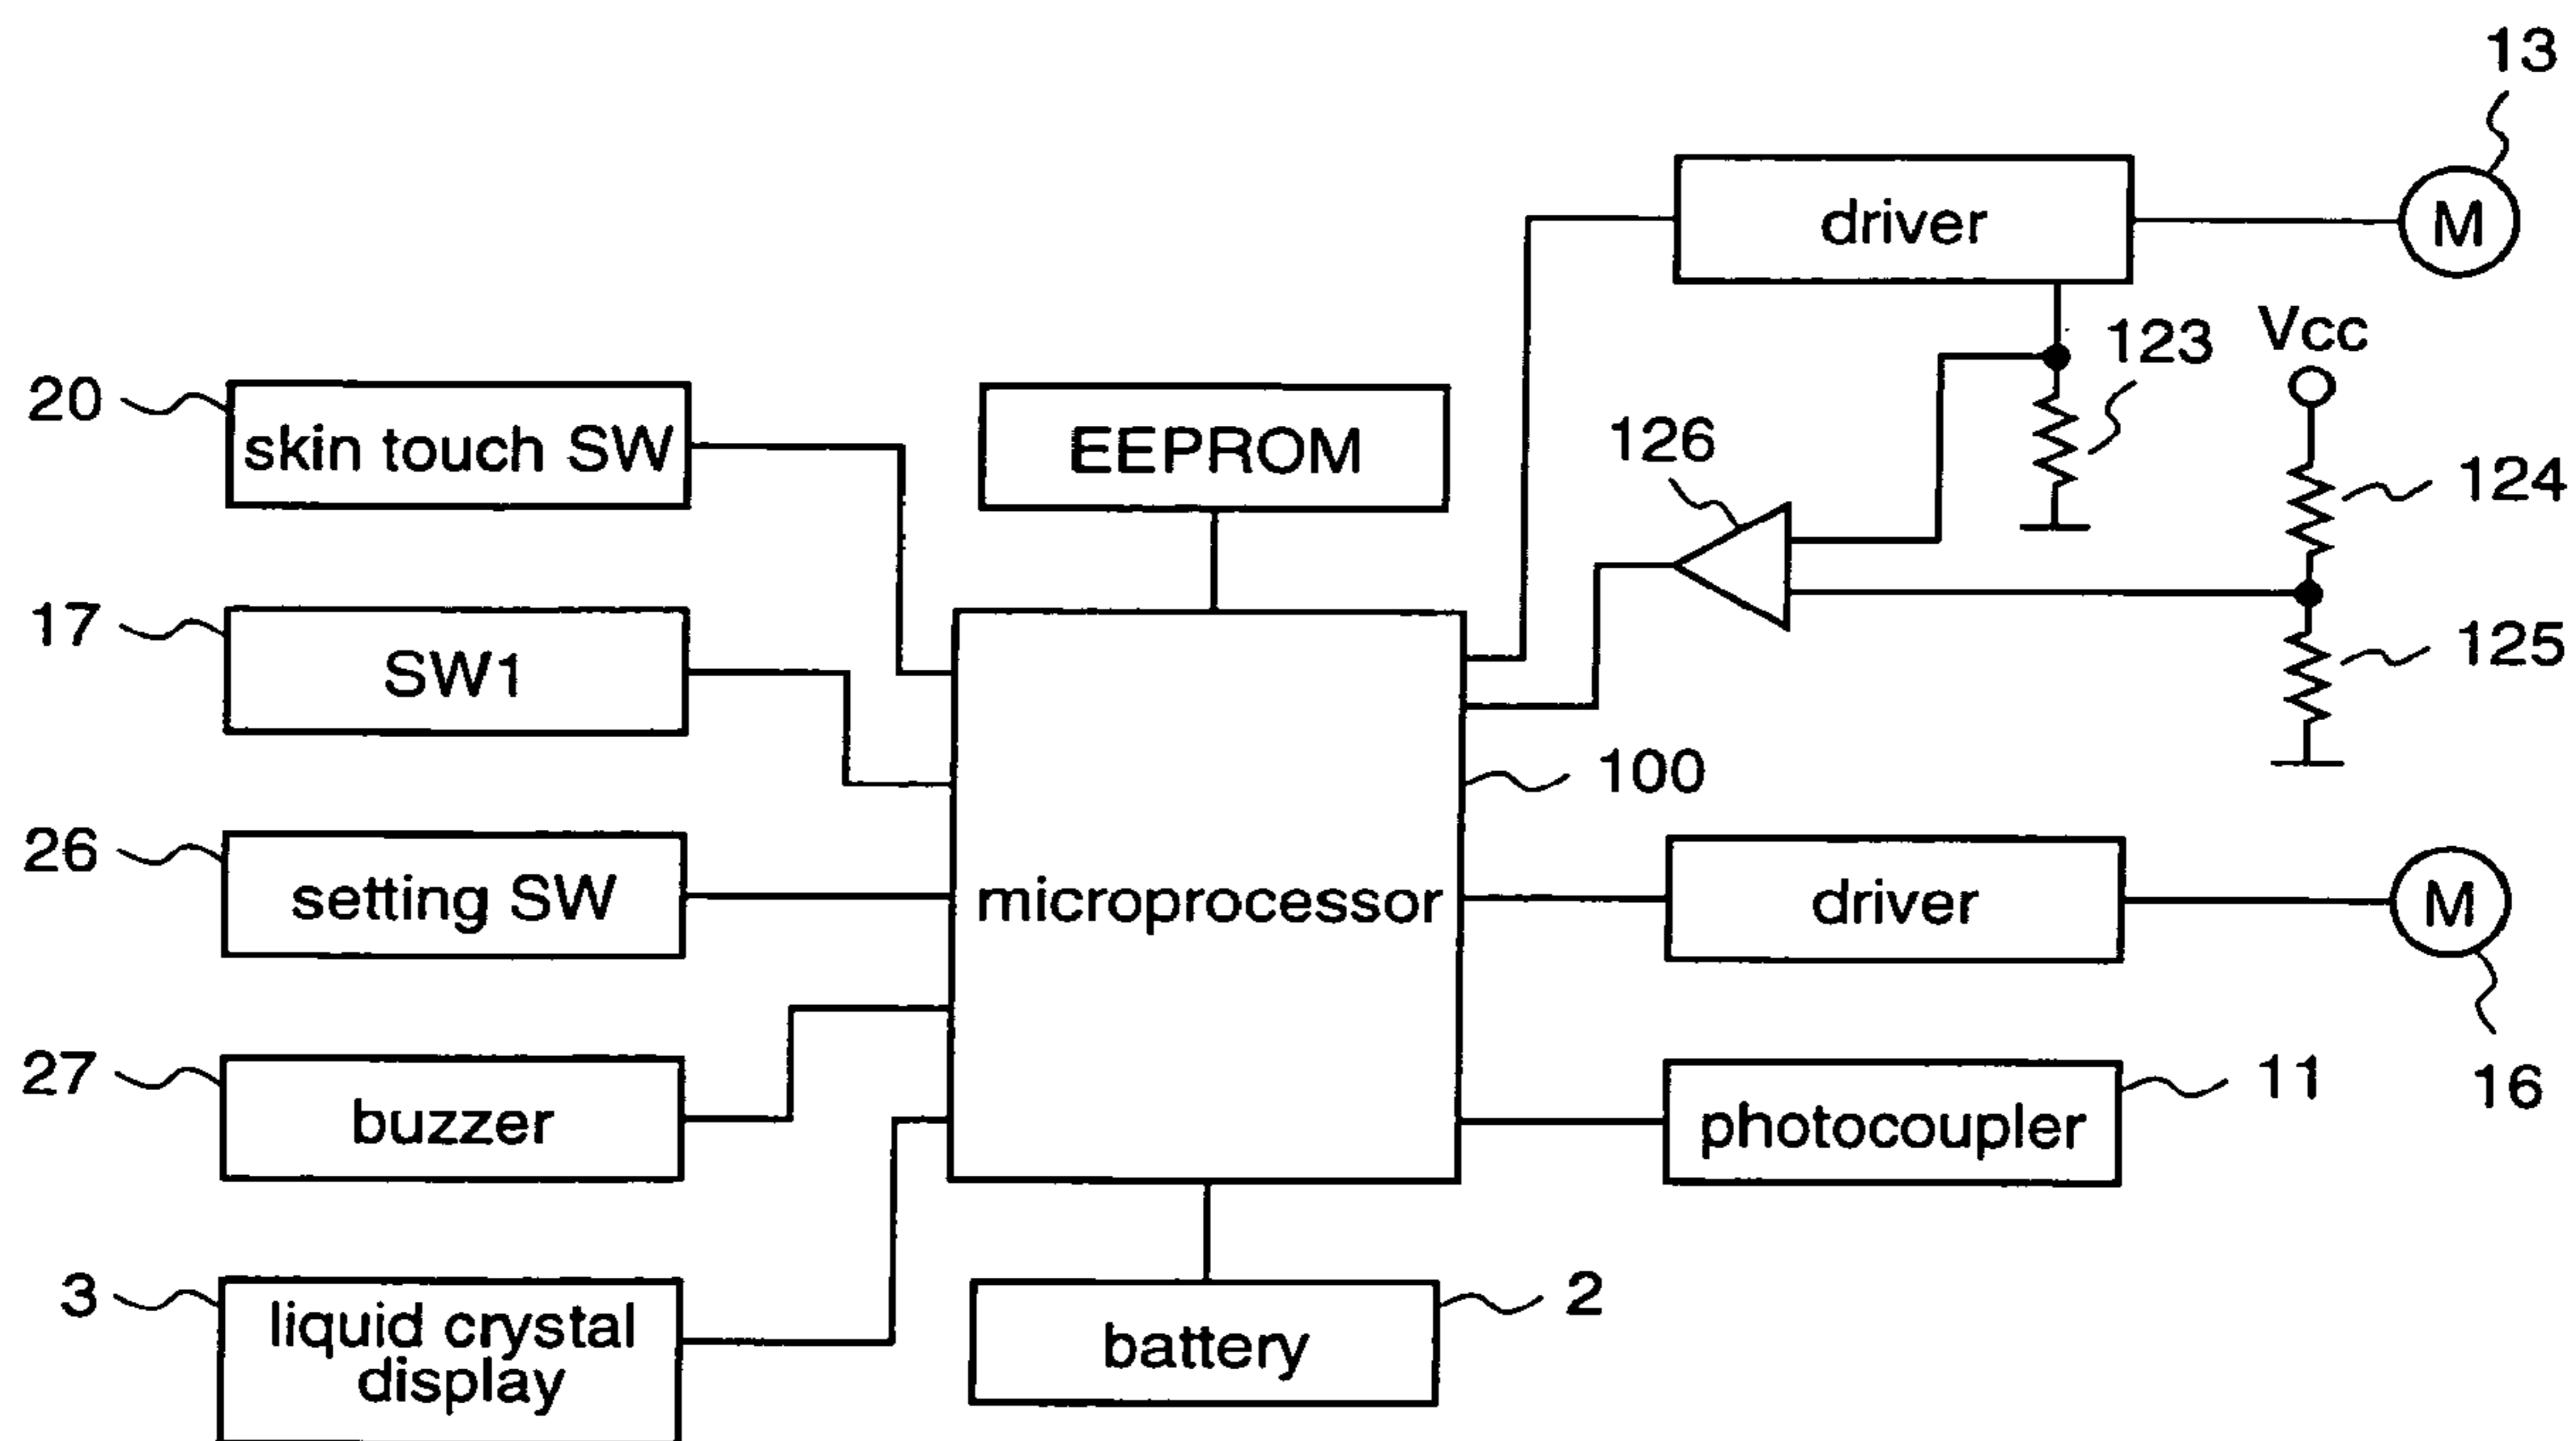 13
driver
M
Vcc
123
20
skin touch SW
EEPROM
126
124
17
SW1
125
100
26
setting SW
microprocessor
driver
M
27
buzzer
photocoupler
11
16
3
liquid crystal
display
battery
2